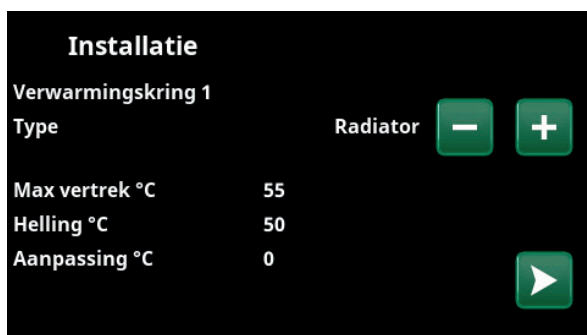 Installatie
Verwarmingskring 1
Type Radiator − +
Max vertrek °C 55
Helling °C 50
Aanpassing °C 0